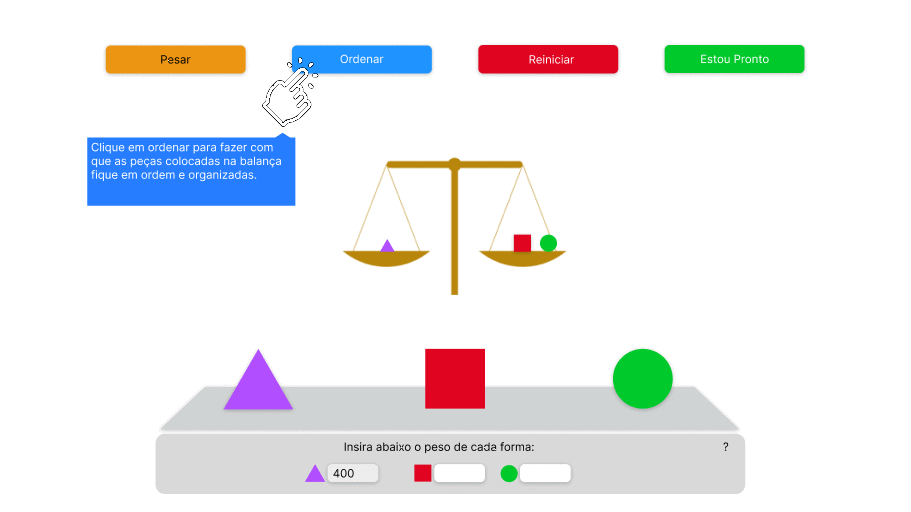 Pesar
Ordenar
Reiniciar
Estou Pronto
Clique em ordenar para fazer com
que as peças colocadas na balança
fique em ordem e organizadas.
Insira abaixo o peso de cada forma:
?
400